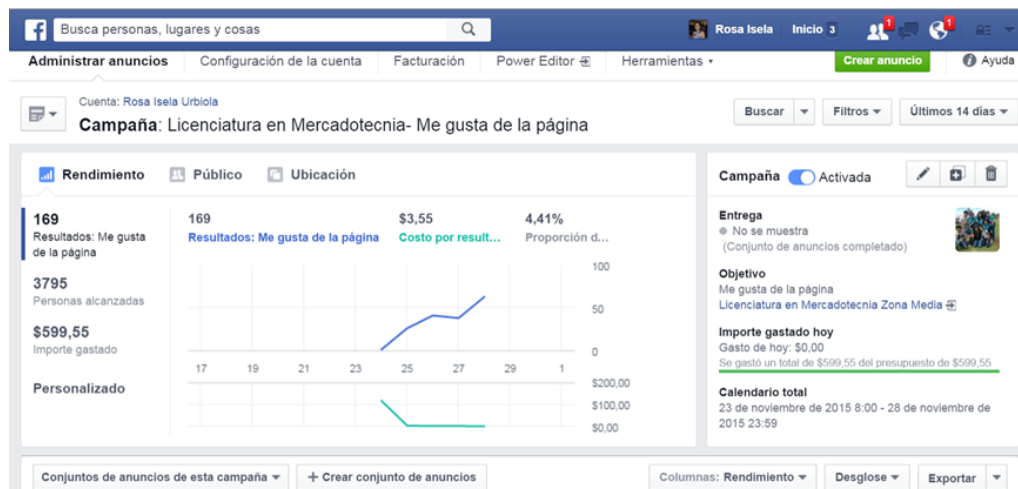 f Busca personas, lugares y cosas Rosa Isela Inicio 3 1 1
Administrar anuncios Configuración de la cuenta Facturación Power Editor Herramientas Crear anuncio Ayuda
Cuenta: Rosa Isela Urbiola
Campaña: Licenciatura en Mercadotecnia- Me gusta de la página
Buscar Filtros Últimos 14 días
Rendimiento Público Ubicación
169
Resultados: Me gusta
de la página
3795
Personas alcanzadas
$599,55
Importe gastado
Personalizado
169 $3,55 4,41%
Resultados: Me gusta de la página Costo por result... Proporción d...
100
50
0
17 19 21 23 25 27 29 1
$200,00
$100,00
$0,00
Campaña Activada
Entrega
No se muestra
(Conjunto de anuncios completado)
Objetivo
Me gusta de la página
Licenciatura en Mercadotecnia Zona Media
Importe gastado hoy
Gasto de hoy: $0,00
Se gastó un total de $599,55 del presupuesto de $599,55
Calendario total
23 de noviembre de 2015 8:00 - 28 de noviembre de
2015 23:59
Conjuntos de anuncios de esta campaña + Crear conjunto de anuncios Columnas: Rendimiento Desglose Exportar